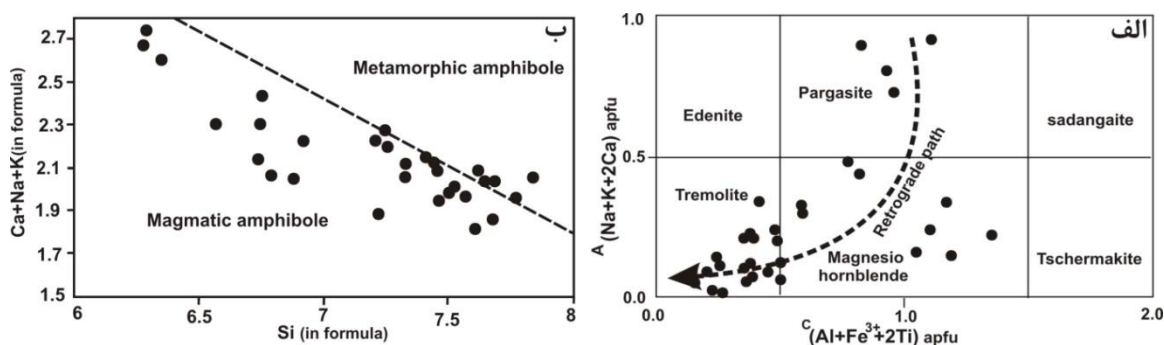 ب
2.7
2.5
2.3
2.1
1.9
1.7
1.5
Ca+Na+K(in formula)
Metamorphic amphibole
Magmatic amphibole
6
6.5
7
7.5
8
Si (in formula)
الف
1.0
0.5
0.0
A (Na+K+2Ca) apfu
Edenite
Pargasite
sadangaite
Tremolite
Retrograde path
Magnesio
hornblende
Tschermakite
0.0
1.0
2.0
C (Al+Fe3+ +2Ti) apfu